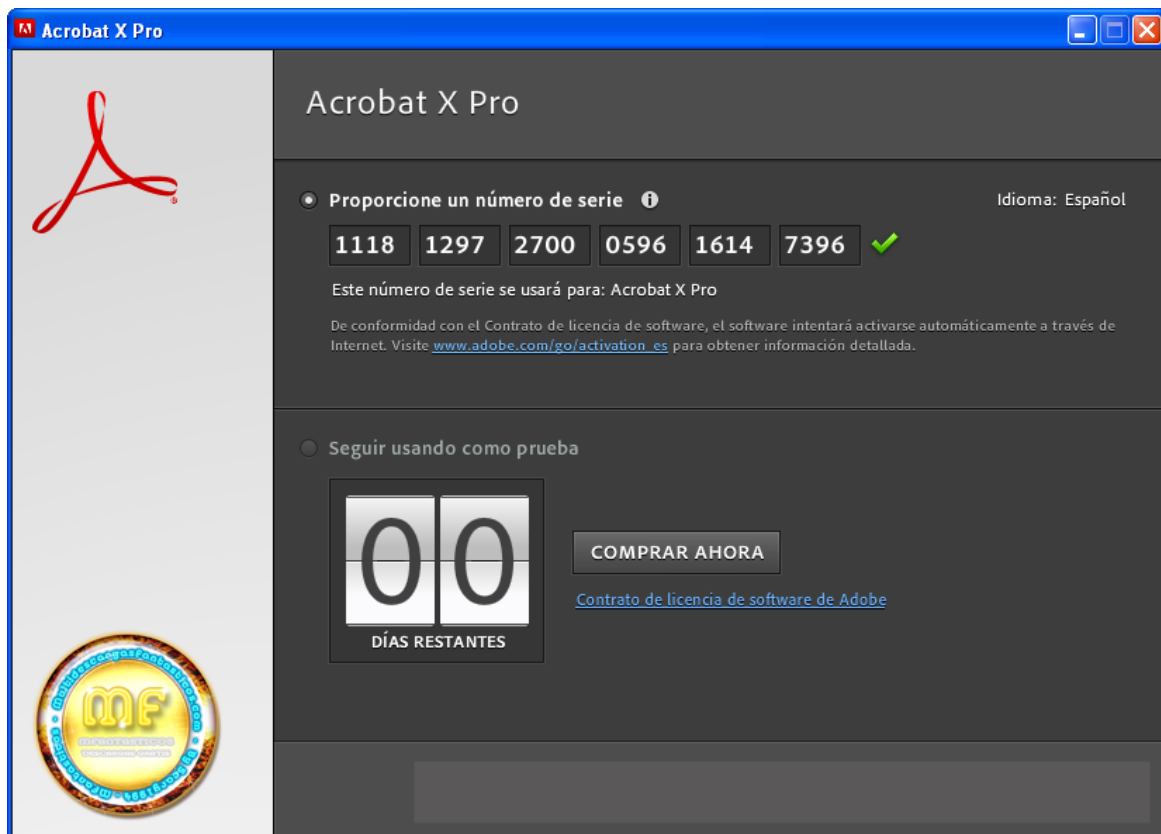 Acrobat X Pro
Acrobat X Pro
Proporcione un número de serie
Idioma: Español
1118 1297 2700 0596 1614 7396
Este número de serie se usará para: Acrobat X Pro
De conformidad con el Contrato de licencia de software, el software intentará activarse automáticamente a través de
Internet. Visite www.adobe.com/go/activation_es para obtener información detallada.
Seguir usando como prueba
00
DÍAS RESTANTES
COMPRAR AHORA
Contrato de licencia de software de Adobe
MF
MFANTASTICOS